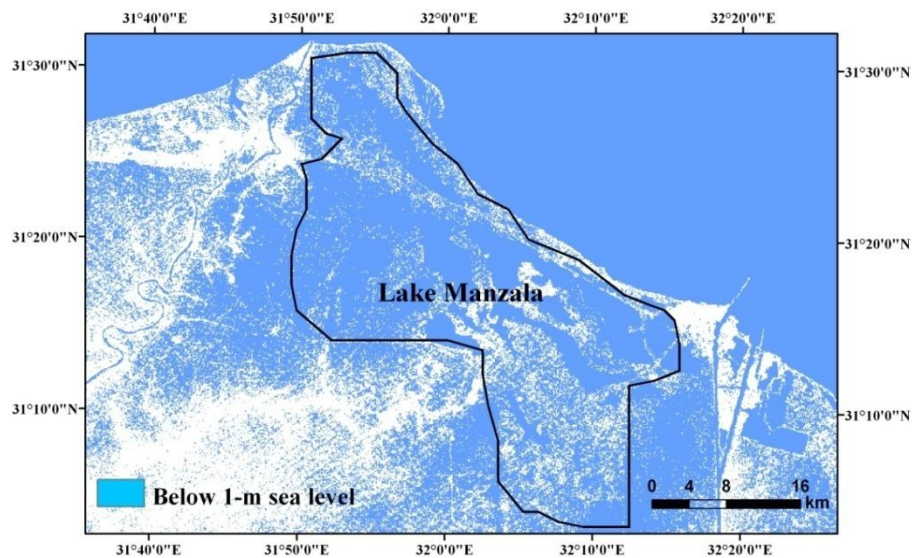 31°40'0"E 31°50'0"E 32°0'0"E 32°10'0"E 32°20'0"E
31°30'0"N 31°30'0"N
31°20'0"N 31°20'0"N
Lake Manzala
31°10'0"N 31°10'0"N
Below 1-m sea level
0 4 8 16
km
31°40'0"E 31°50'0"E 32°0'0"E 32°10'0"E 32°20'0"E